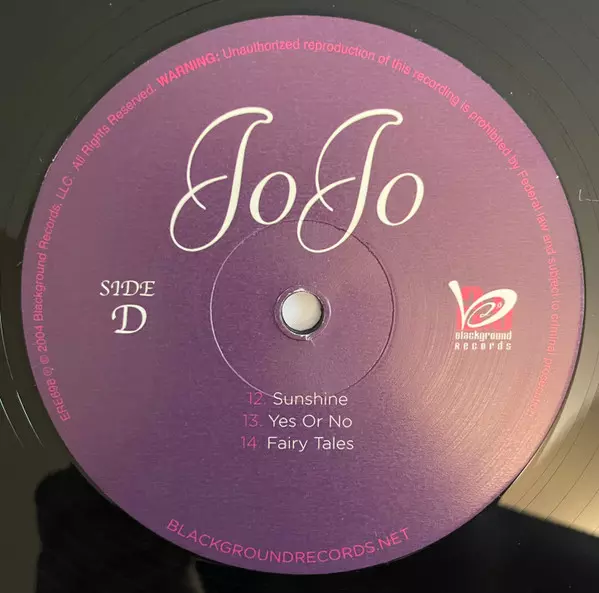 ERE698 ℗ © 2004 Blackground Records, LLC. All Rights Reserved. WARNING: Unauthorized reproduction of this recording is prohibited by Federal law and subject to criminal prosecution.
JoJo
SIDE
D
Blackground
Records
12. Sunshine
13. Yes Or No
14. Fairy Tales
BLACKGROUNDRECORDS.NET